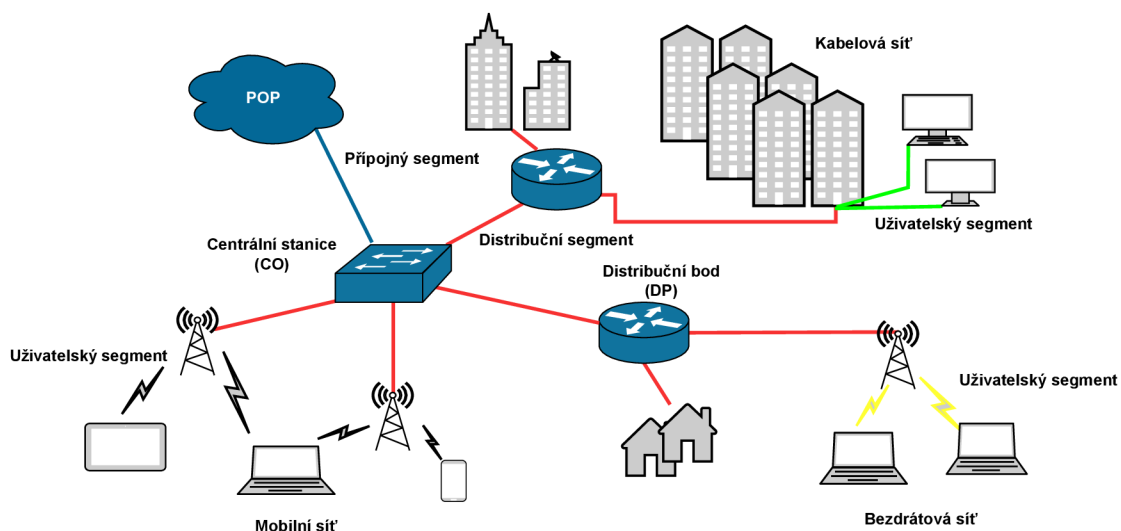 Kabelová síť
POP
Přípojný segment
Uživatelský segment
Distribuční segment
Centrální stanice
(CO)
Distribuční bod
(DP)
Uživatelský segment
Uživatelský segment
Mobilní síť
Bezdrátová síť